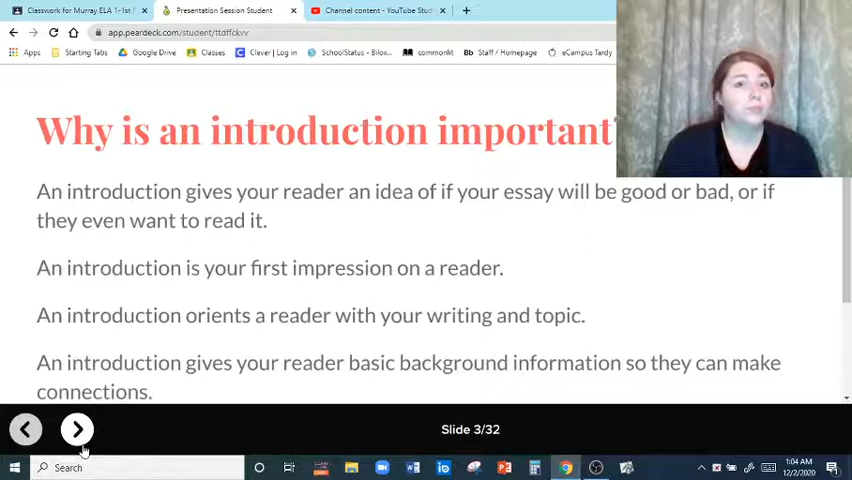 Classwork for Murray ELA 1-1st
Presentation Session Student
Channel content - YouTube Stud
app.peardeck.com/student/ttdffckvv
Apps
Starting Tabs
Google Drive
Classes
Clever | Log in
SchoolStatus - Bilox...
commonlit
Bb Staff / Homepage
eCampus Tardy
Why is an introduction important?
An introduction gives your reader an idea of if your essay will be good or bad, or if
they even want to read it.
An introduction is your first impression on a reader.
An introduction orients a reader with your writing and topic.
An introduction gives your reader basic background information so they can make
connections.
Slide 3/32
Search
1:04 AM
12/2/2020